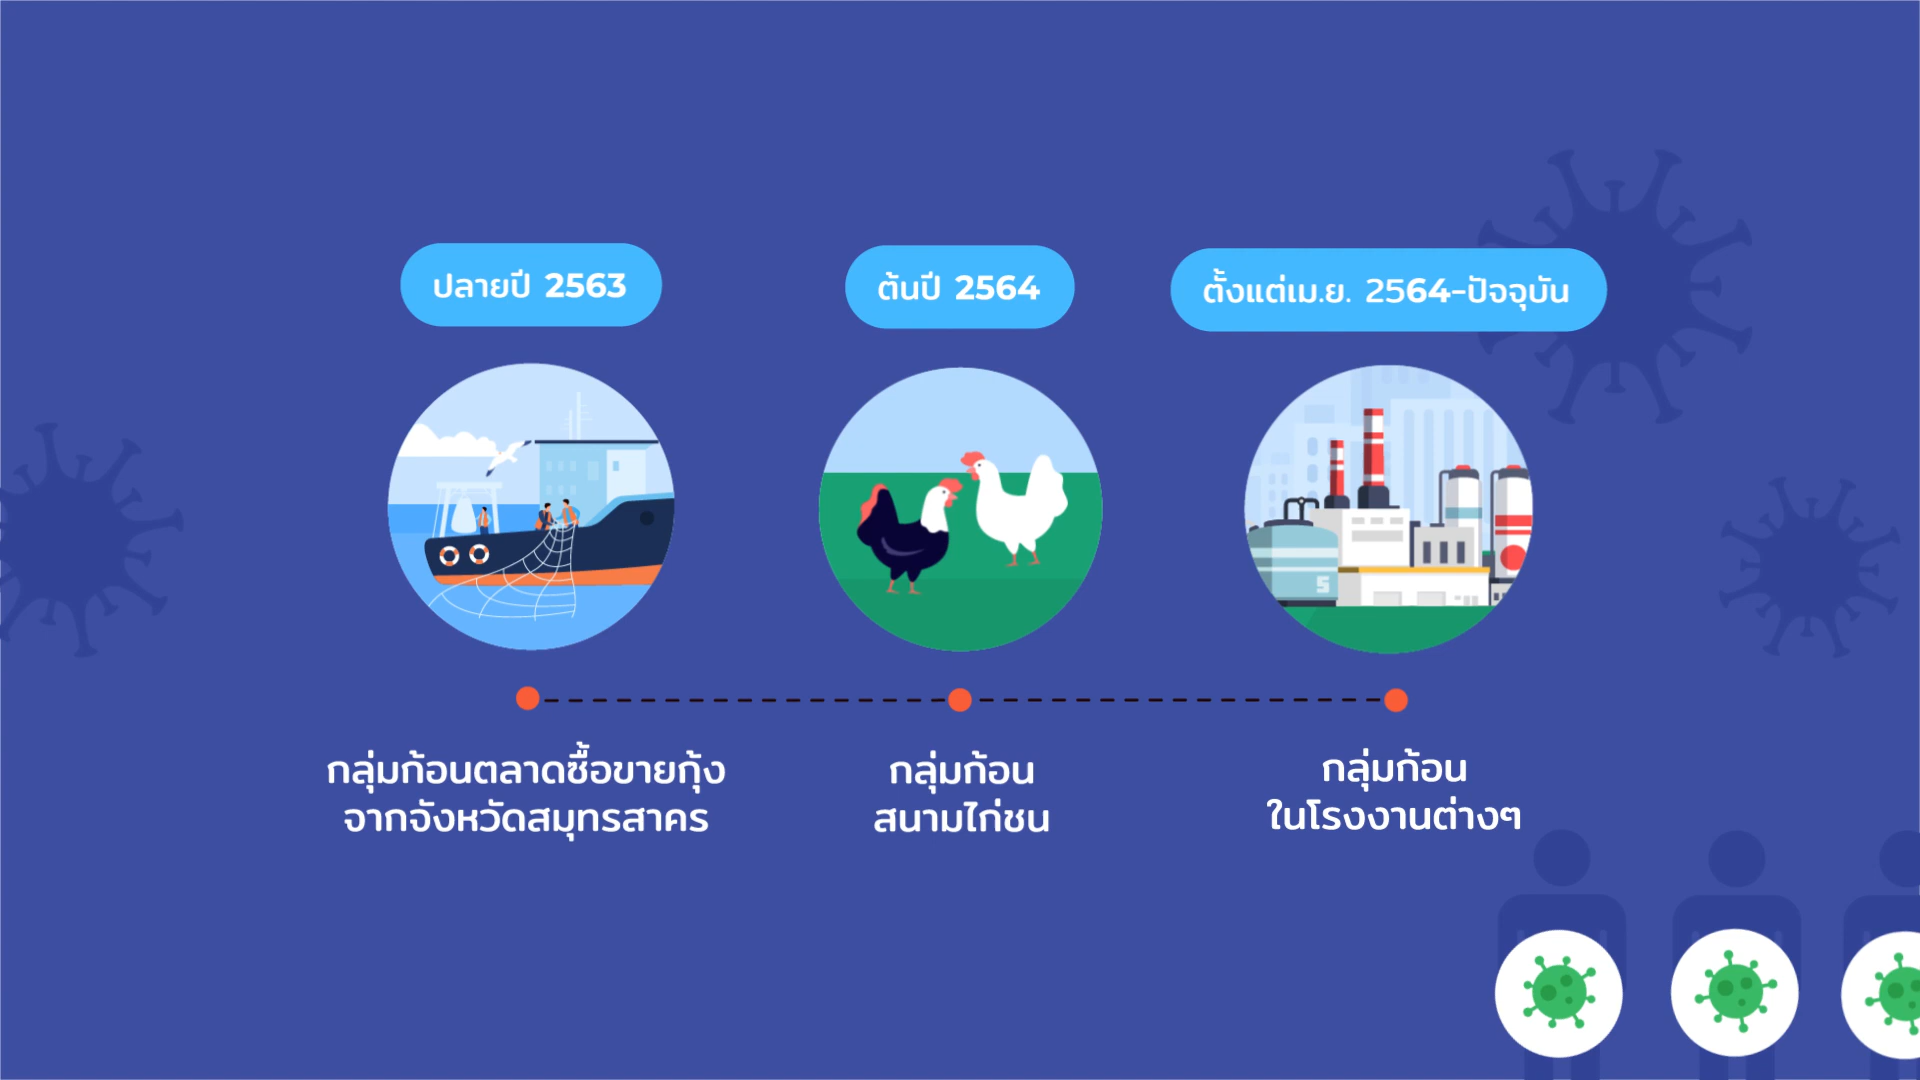 ปลายปี 2563
ต้นปี 2564
ตั้งแต่เม.ย. 2564-ปัจจุบัน
กลุ่มก้อนตลาดซื้อขายกุ้ง
จากจังหวัดสมุทรสาคร
กลุ่มก้อน
สนามไก่ชน
กลุ่มก้อน
ในโรงงานต่างๆ
5